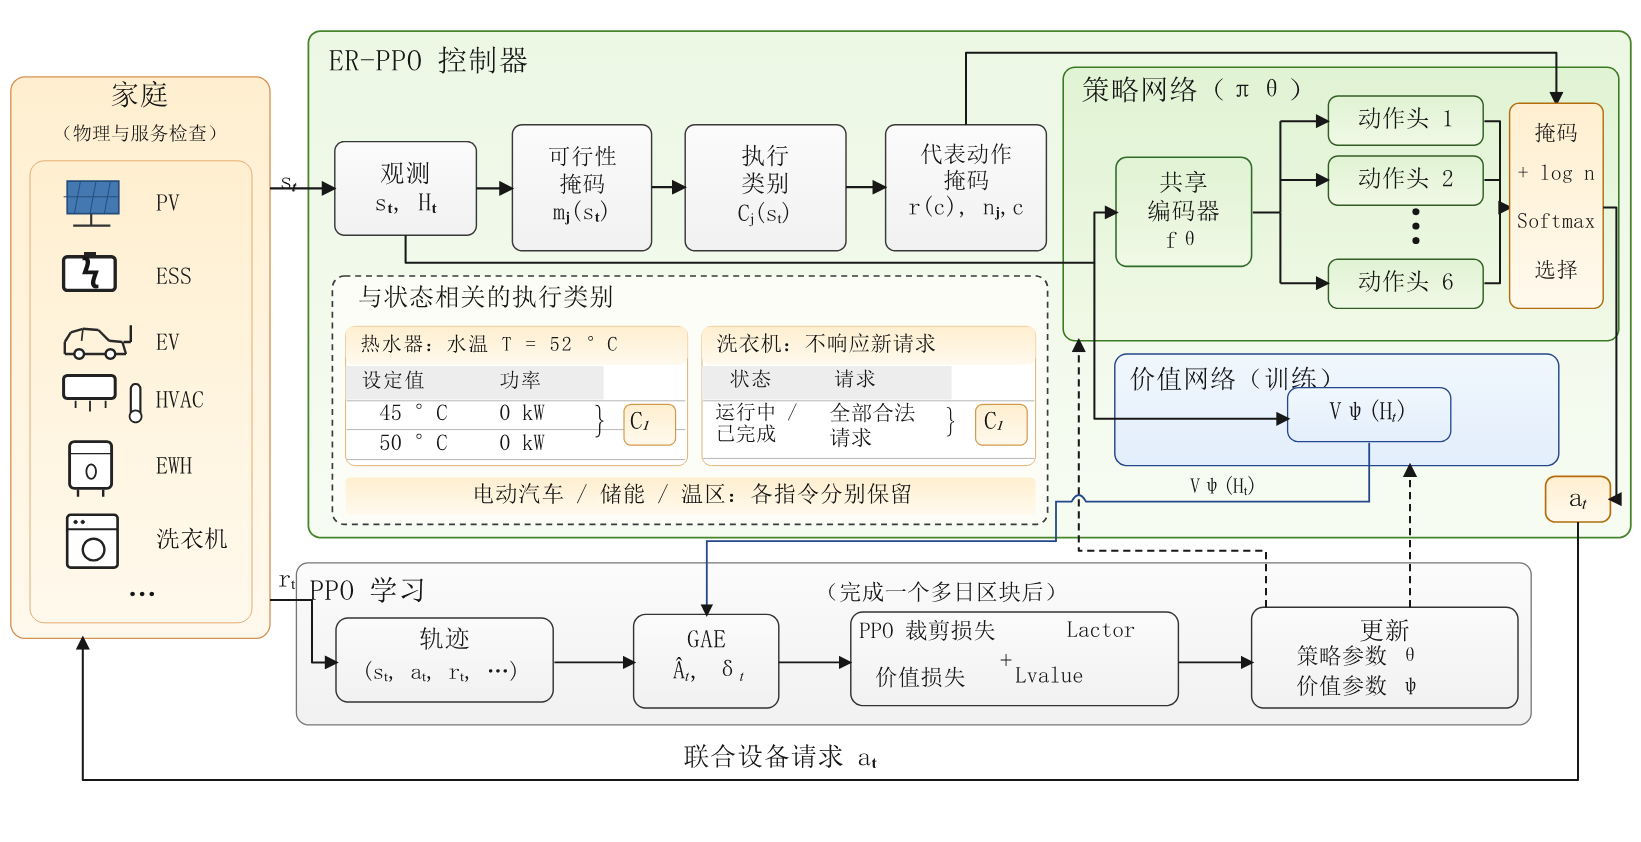 ER-PPO 控制器
家庭
（物理与服务检查）
PV
ESS
EV
HVAC
EWH
洗衣机
...
s_t
r_t
观测
s_t, H_t
可行性
掩码
m_j(s_t)
执行
类别
C_j(s_t)
代表动作
掩码
r(c), n_j,c
策略网络（ π θ ）
共享
编码器
f θ
动作头 1
动作头 2
⋮
动作头 6
掩码
+ log n
Softmax
选择
与状态相关的执行类别
热水器: 水温 T = 52 ° C
设定值 功率
45 ° C 0 kW
50 ° C 0 kW
} C_1
洗衣机: 不响应新请求
状态 请求
运行中 / 全部合法
已完成 请求
} C_1
电动汽车 / 储能 / 温区: 各指令分别保留
价值网络（训练）
V ψ (H_t)
V ψ (H_t)
a_t
PPO 学习
（完成一个多日区块后）
轨迹
(s_t, a_t, r_t, ⋯)
GAE
Â_t, δ_t
PPO 裁剪损失 Lactor
+
价值损失 Lvalue
更新
策略参数 θ
价值参数 ψ
联合设备请求 a_t